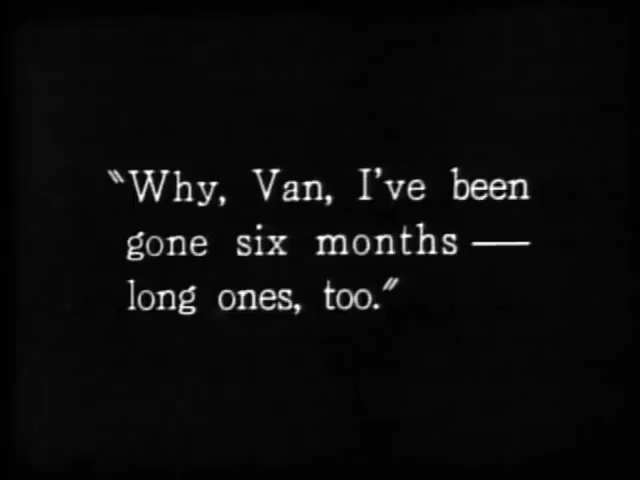 "Why, Van, I've been
gone six months —
long ones, too."